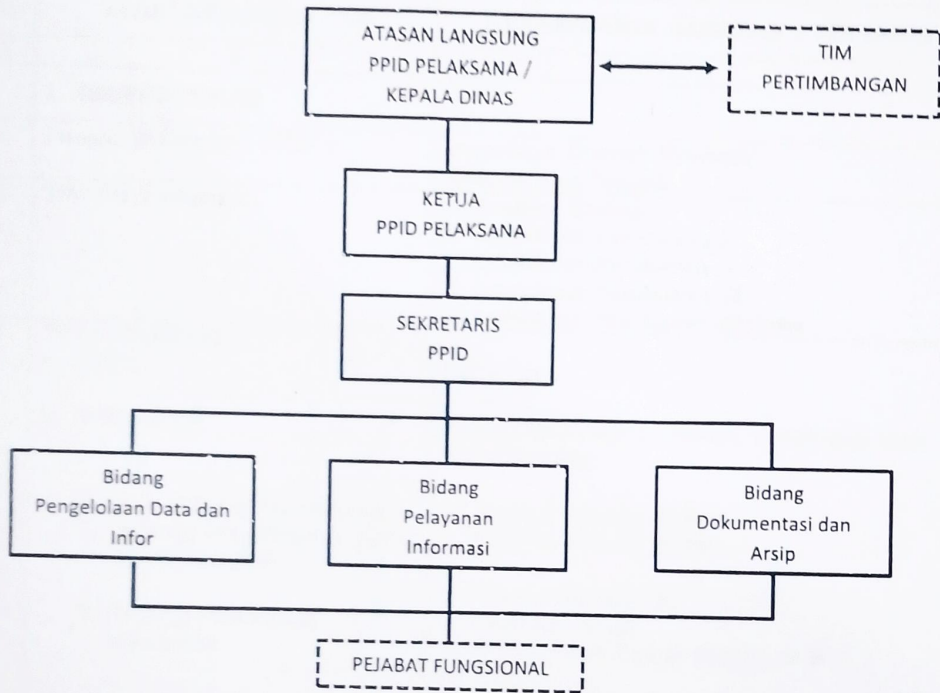 ATASAN LANGSUNG
PPID PELAKSANA /
KEPALA DINAS
TIM
PERTIMBANGAN
KETUA
PPID PELAKSANA
SEKRETARIS
PPID
Bidang
Pengelolaan Data dan
Infor
Bidang
Pelayanan
Informasi
Bidang
Dokumentasi dan
Arsip
PEJABAT FUNGSIONAL